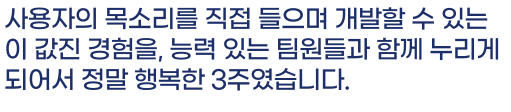 사용자의 목소리를 직접 들으며 개발할 수 있는
이 값진 경험을, 능력 있는 팀원들과 함께 누리게
되어서 정말 행복한 3주였습니다.